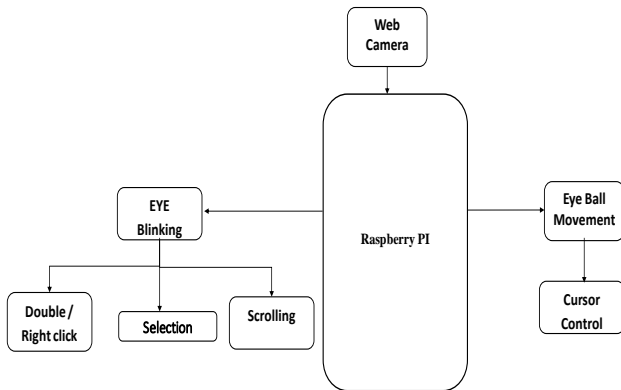 Web
Camera
EYE
Blinking
Raspberry PI
Eye Ball
Movement
Double /
Right click
Selection
Scrolling
Cursor
Control